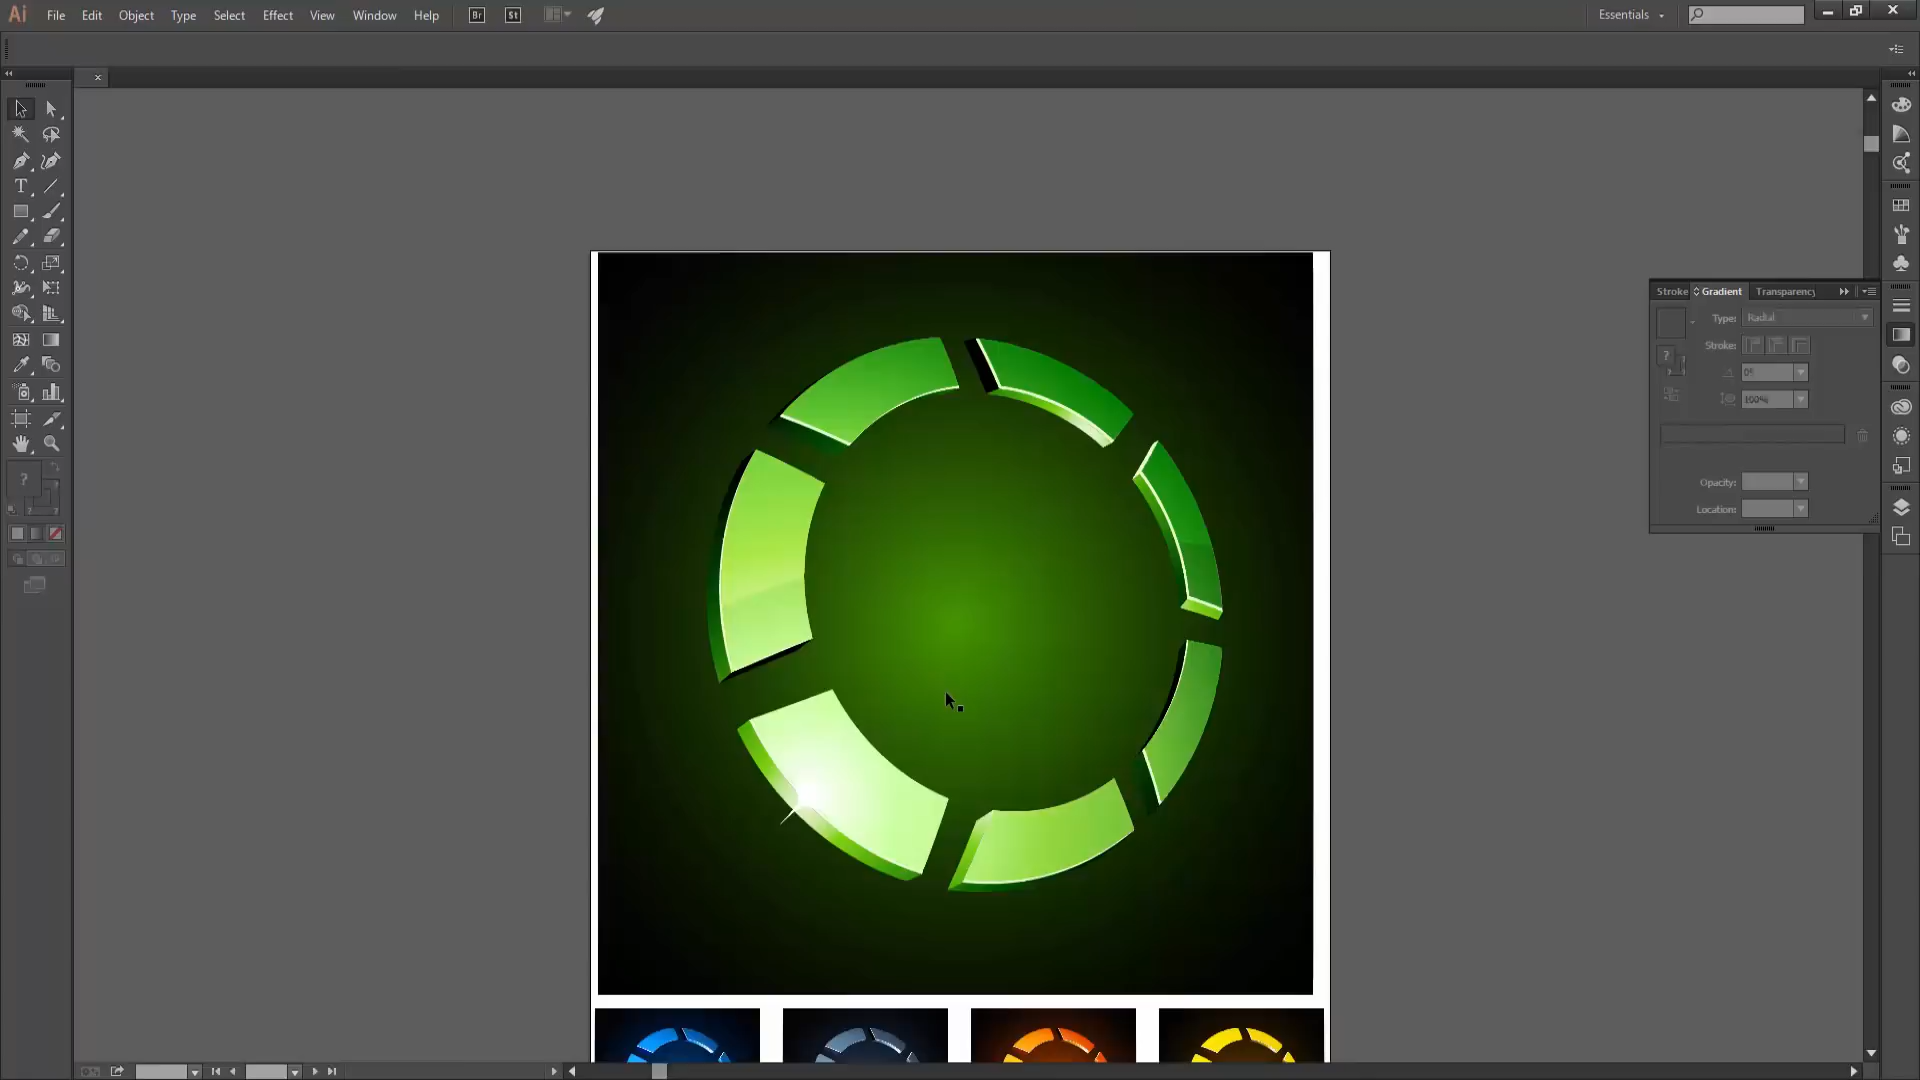 Ai File Edit Object Type Select Effect View Window Help Br St Essentials
Stroke Gradient Transparency
Type: Radial
Stroke:
0°
100%
Opacity:
Location: